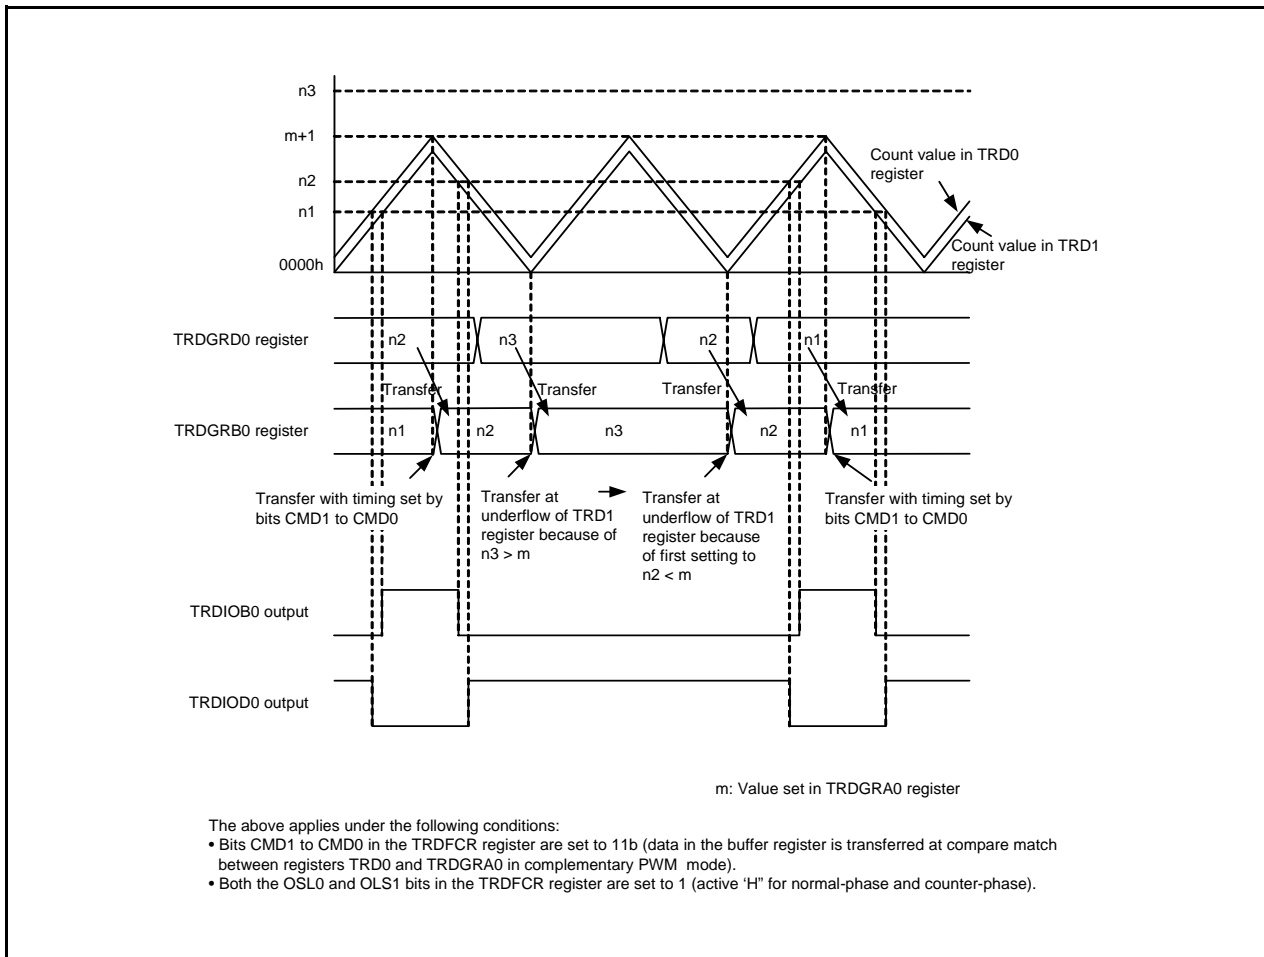 n3
m+1
n2
n1
0000h
Count value in TRD0
register
Count value in TRD1
register
TRDGRD0 register
n2
n3
n2
n1
Transfer
Transfer
Transfer
Transfer
TRDGRB0 register
n1
n2
n3
n2
n1
Transfer with timing set by
bits CMD1 to CMD0
Transfer at
underflow of TRD1
register because of
n3 > m
Transfer at
underflow of TRD1
register because
of first setting to
n2 < m
Transfer with timing set by
bits CMD1 to CMD0
TRDIOB0 output
TRDIOD0 output
m: Value set in TRDGRA0 register
The above applies under the following conditions:
• Bits CMD1 to CMD0 in the TRDFCR register are set to 11b (data in the buffer register is transferred at compare match
between registers TRD0 and TRDGRA0 in complementary PWM mode).
• Both the OSL0 and OLS1 bits in the TRDFCR register are set to 1 (active ‘H” for normal-phase and counter-phase).